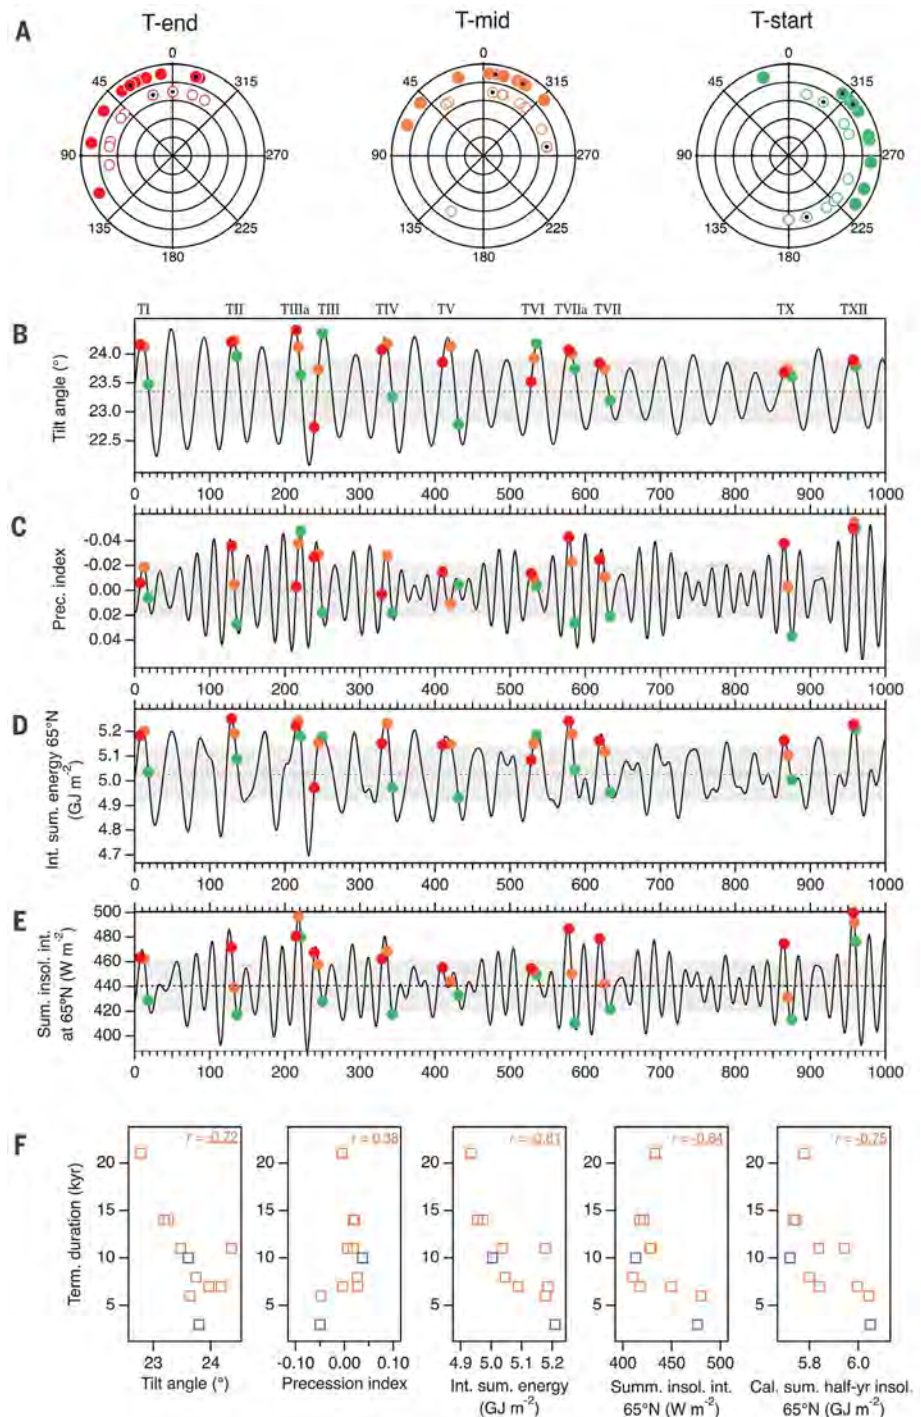 A
T-end
T-mid
T-start
0
45
315
90
270
135
225
180
0
45
315
90
270
135
225
180
0
45
315
90
270
135
225
180
TI
TII
TIIIa
TIII
TIV
TV
TVI
TVIIa
TVII
TX
TXII
B
Tilt angle (°)
24.0
23.5
23.0
22.5
0 100 200 300 400 500 600 700 800 900 1000
C
Prec. index
-0.04
-0.02
0.00
0.02
0.04
0 100 200 300 400 500 600 700 800 900 1000
D
Int. sum. energy 65°N
(GJ m-2)
5.2
5.1
5.0
4.9
4.8
4.7
0 100 200 300 400 500 600 700 800 900 1000
E
Sum. insol. int.
at 65°N (W m-2)
500
480
460
440
420
400
0 100 200 300 400 500 600 700 800 900 1000
F
Term. duration (kyr)
20
15
10
5
r = -0.72
23 24
Tilt angle (°)
r = 0.38
-0.10 0.00 0.10
Precession index
r = -0.81
4.9 5.0 5.1 5.2
Int. sum. energy
(GJ m-2)
r = -0.64
400 450 500
Summ. insol. int.
65°N (W m-2)
r = -0.75
5.8 6.0
Cal. sum. half-yr insol.
65°N (GJ m-2)